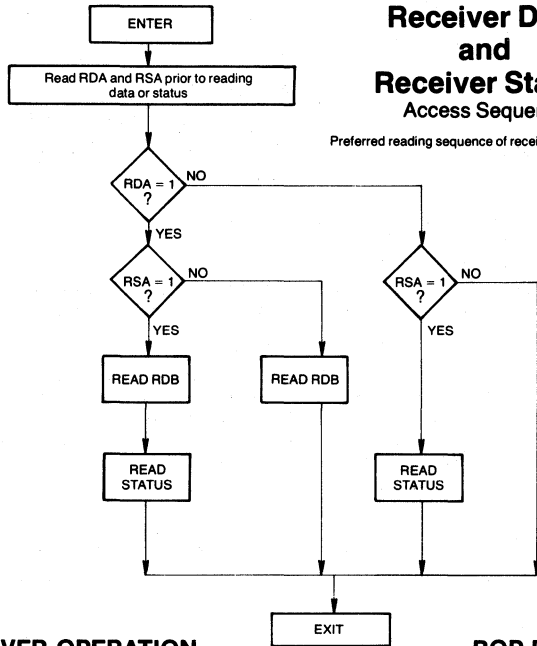 Receiver D
and
Receiver Sta
Access Seque
Preferred reading sequence of recei
ENTER
Read RDA and RSA prior to reading
data or status
RDA = 1
?
NO
YES
RSA = 1
?
NO
YES
RSA = 1
?
NO
YES
READ RDB
READ RDB
READ
STATUS
READ
STATUS
EXIT
VER OPERATION